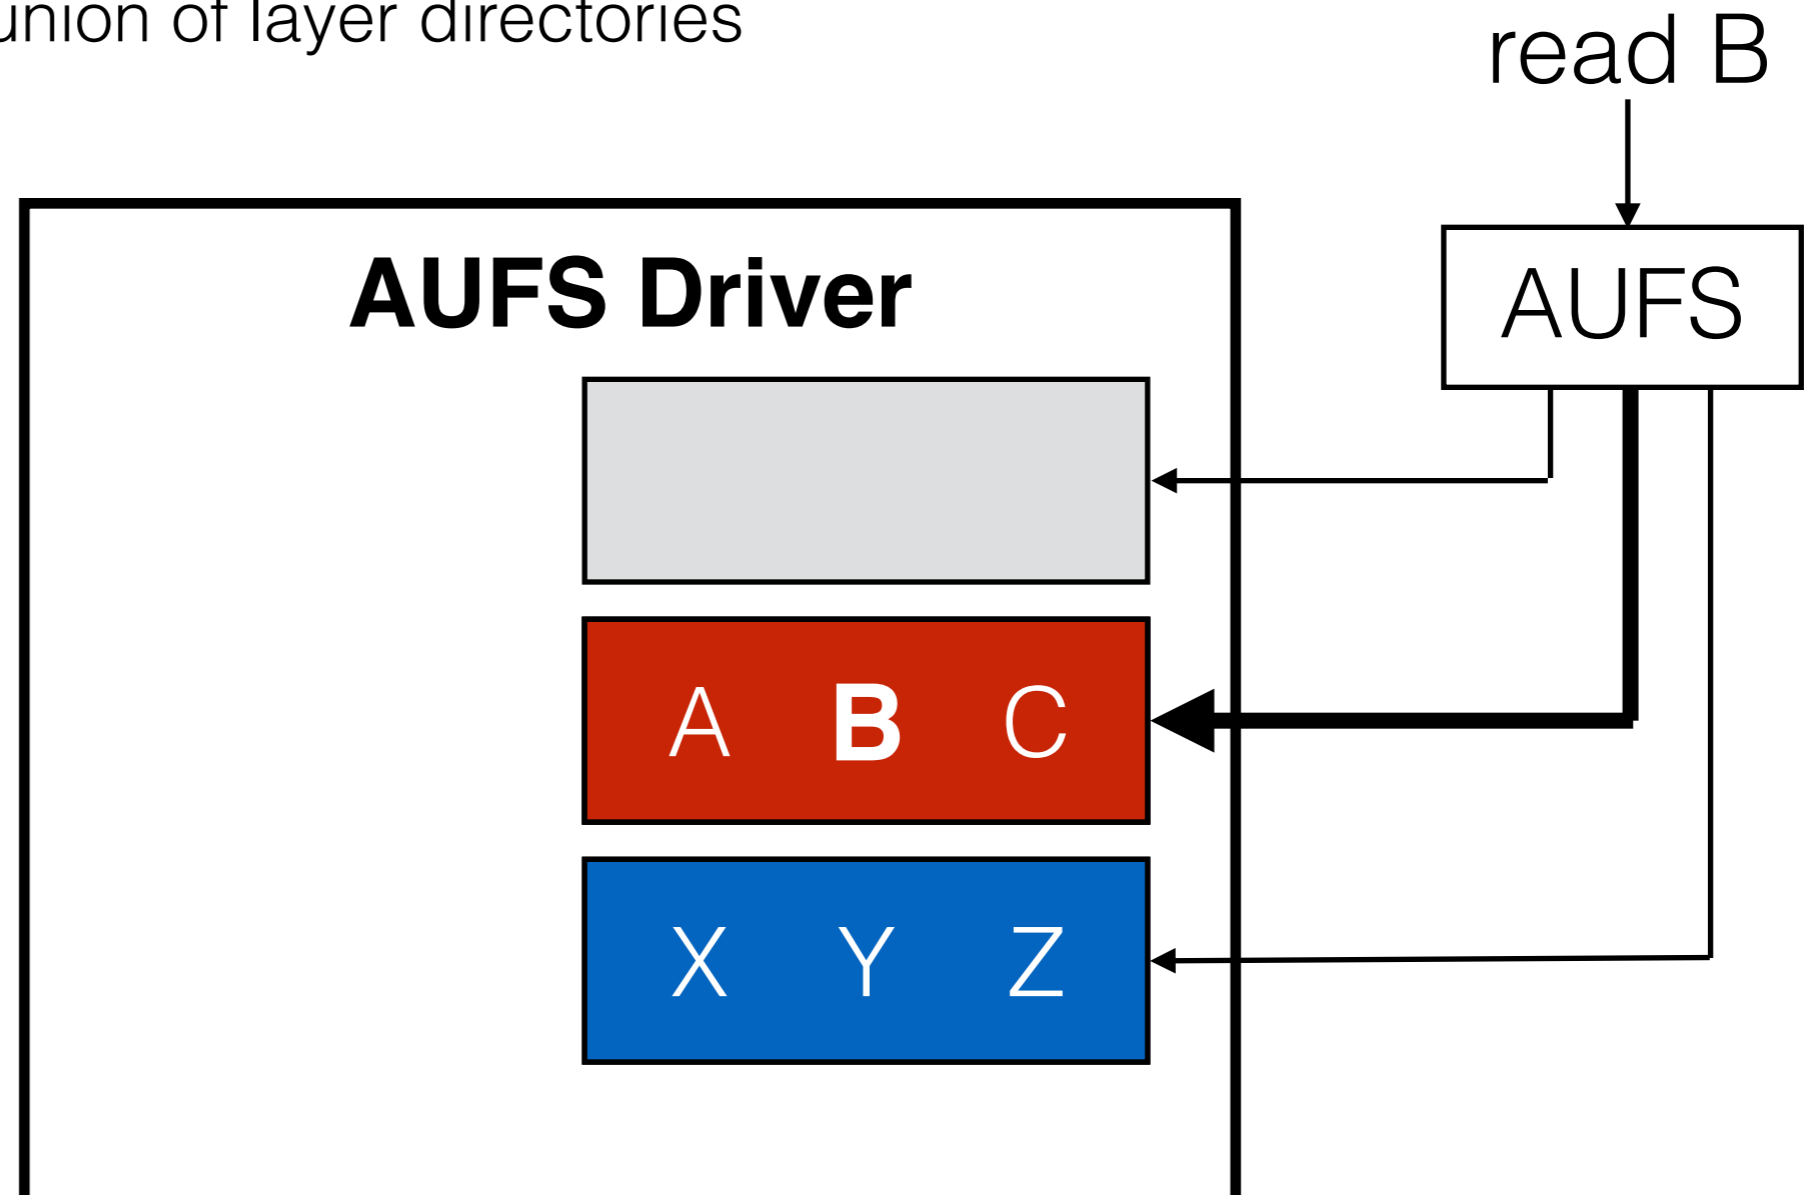 union of layer directories
read B
AUFS Driver
AUFS
A B C
X Y Z